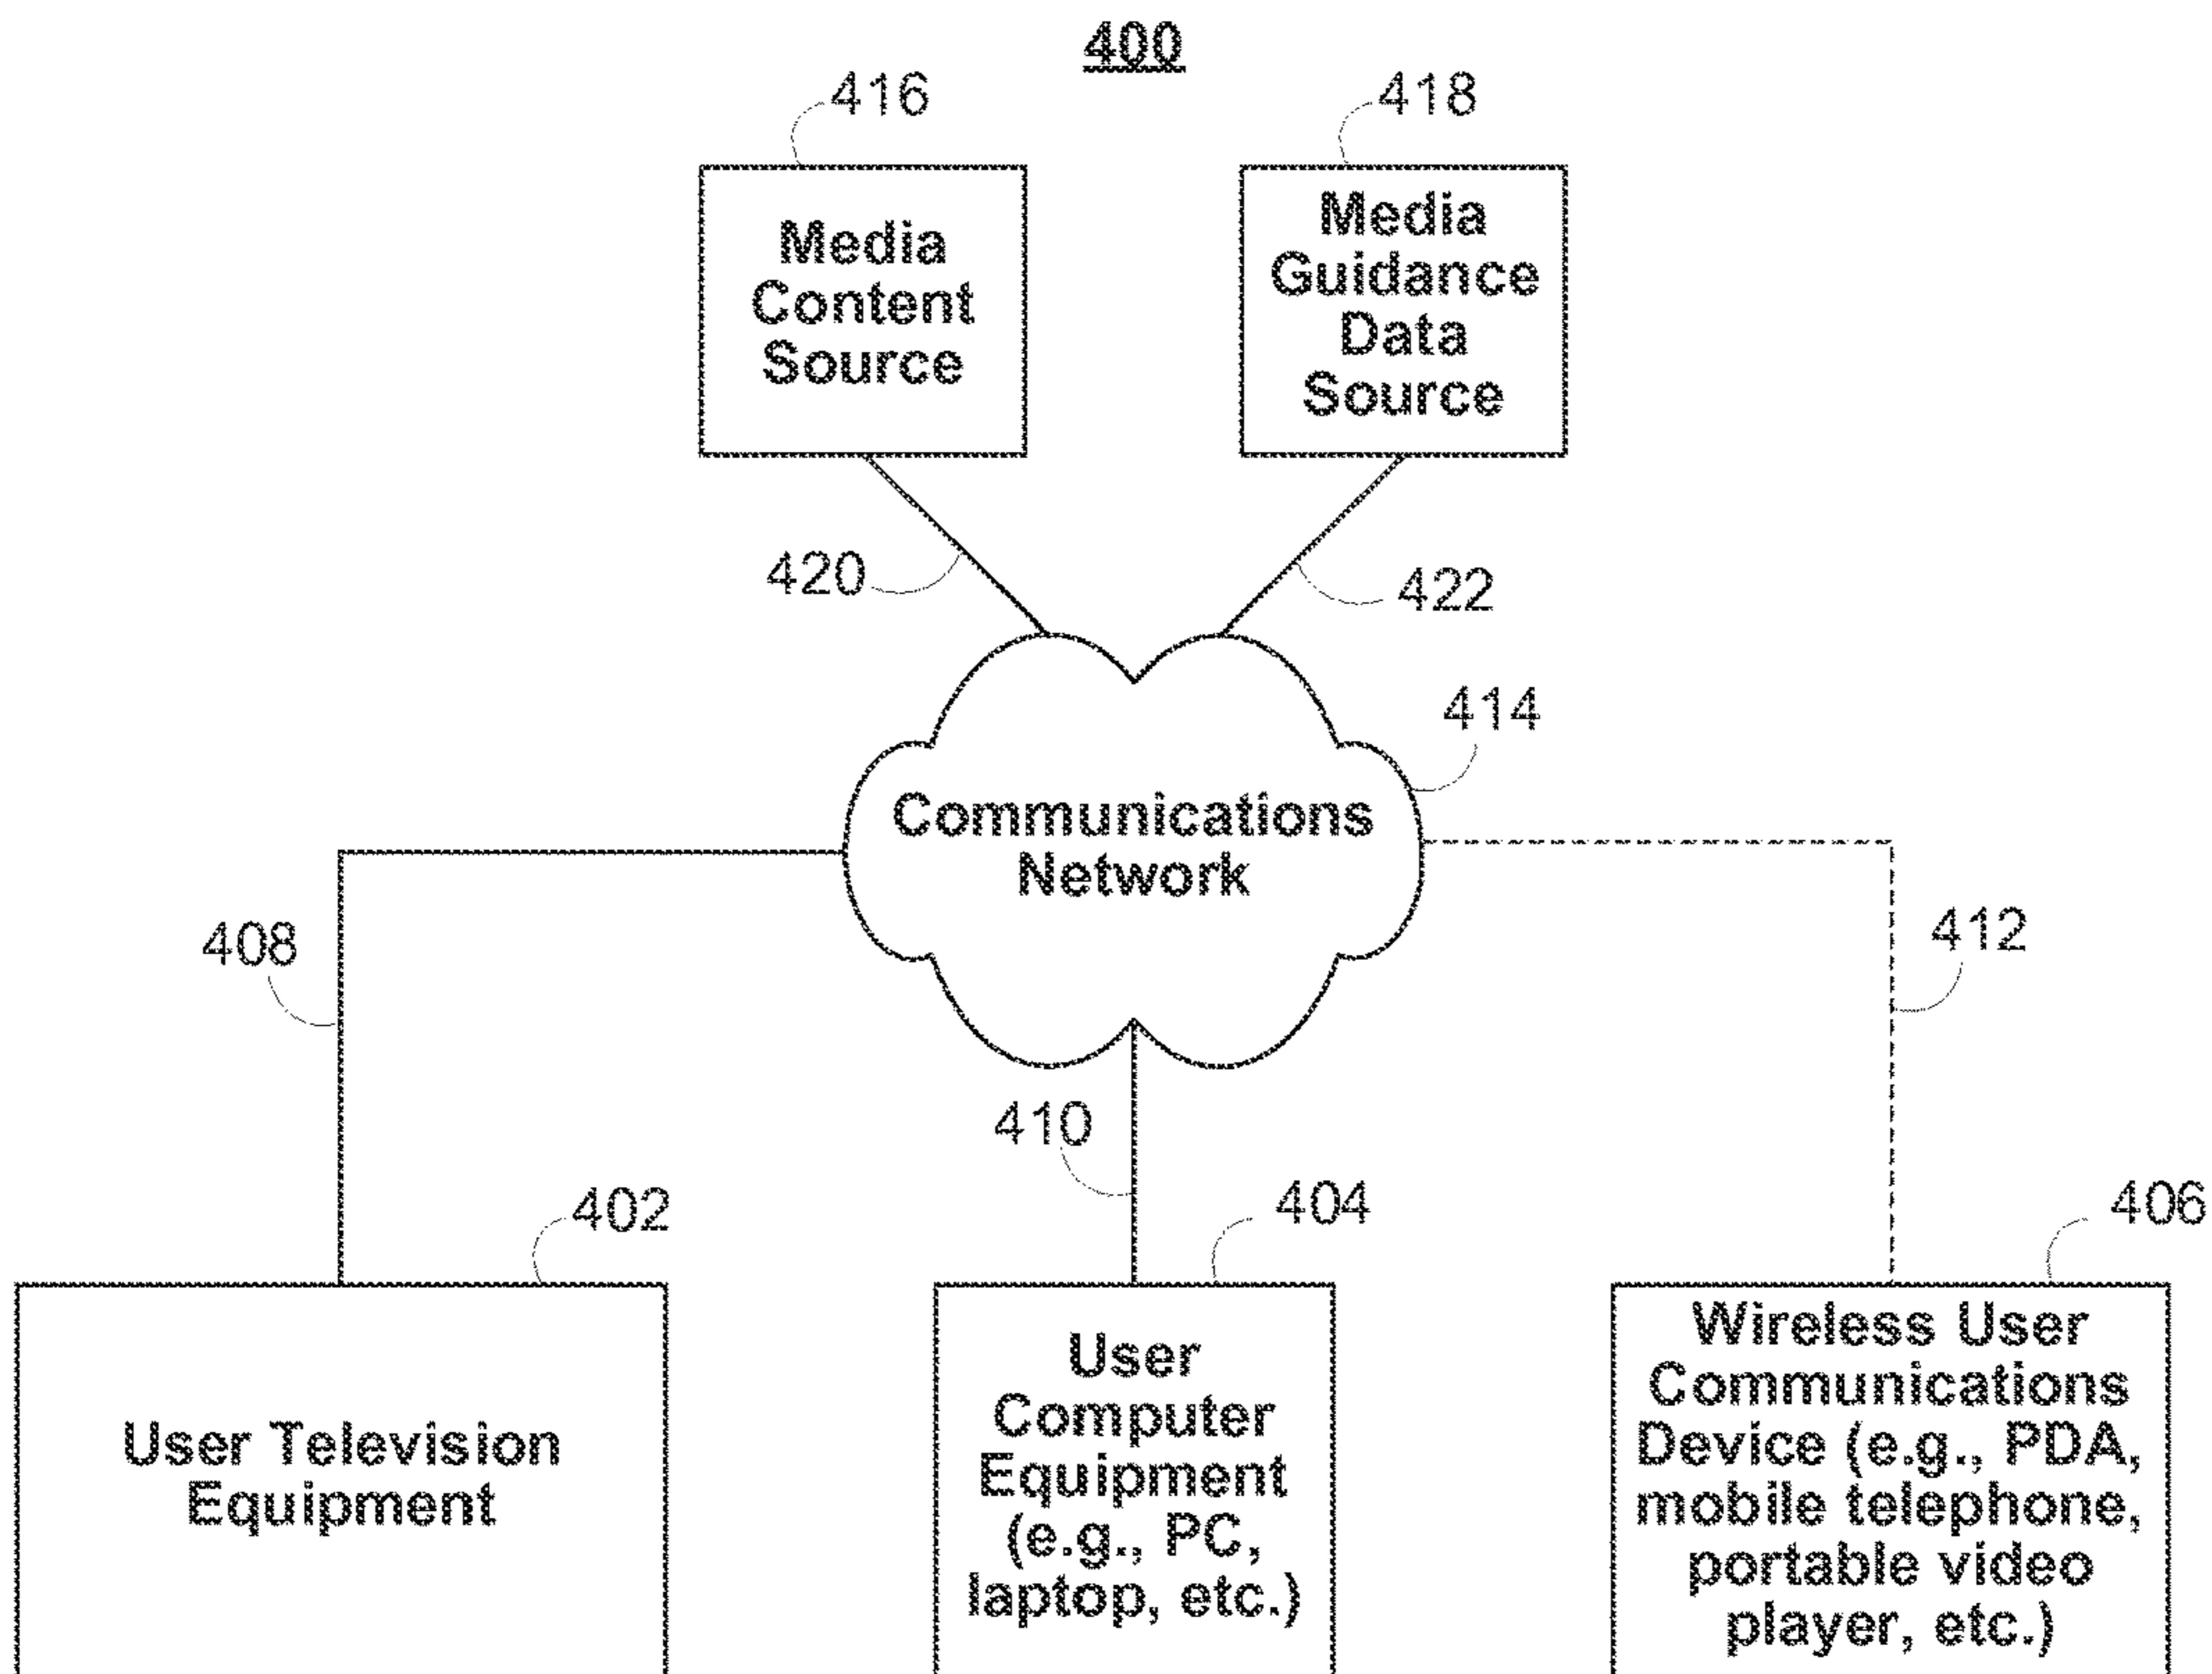 400
416
418
Media
Content
Source
Media
Guidance
Data
Source
420
422
414
Communications
Network
408
412
410
402
404
406
User Television
Equipment
User
Computer
Equipment
(e.g., PC,
laptop, etc.)
Wireless User
Communications
Device (e.g., PDA,
mobile telephone,
portable video
player, etc.)